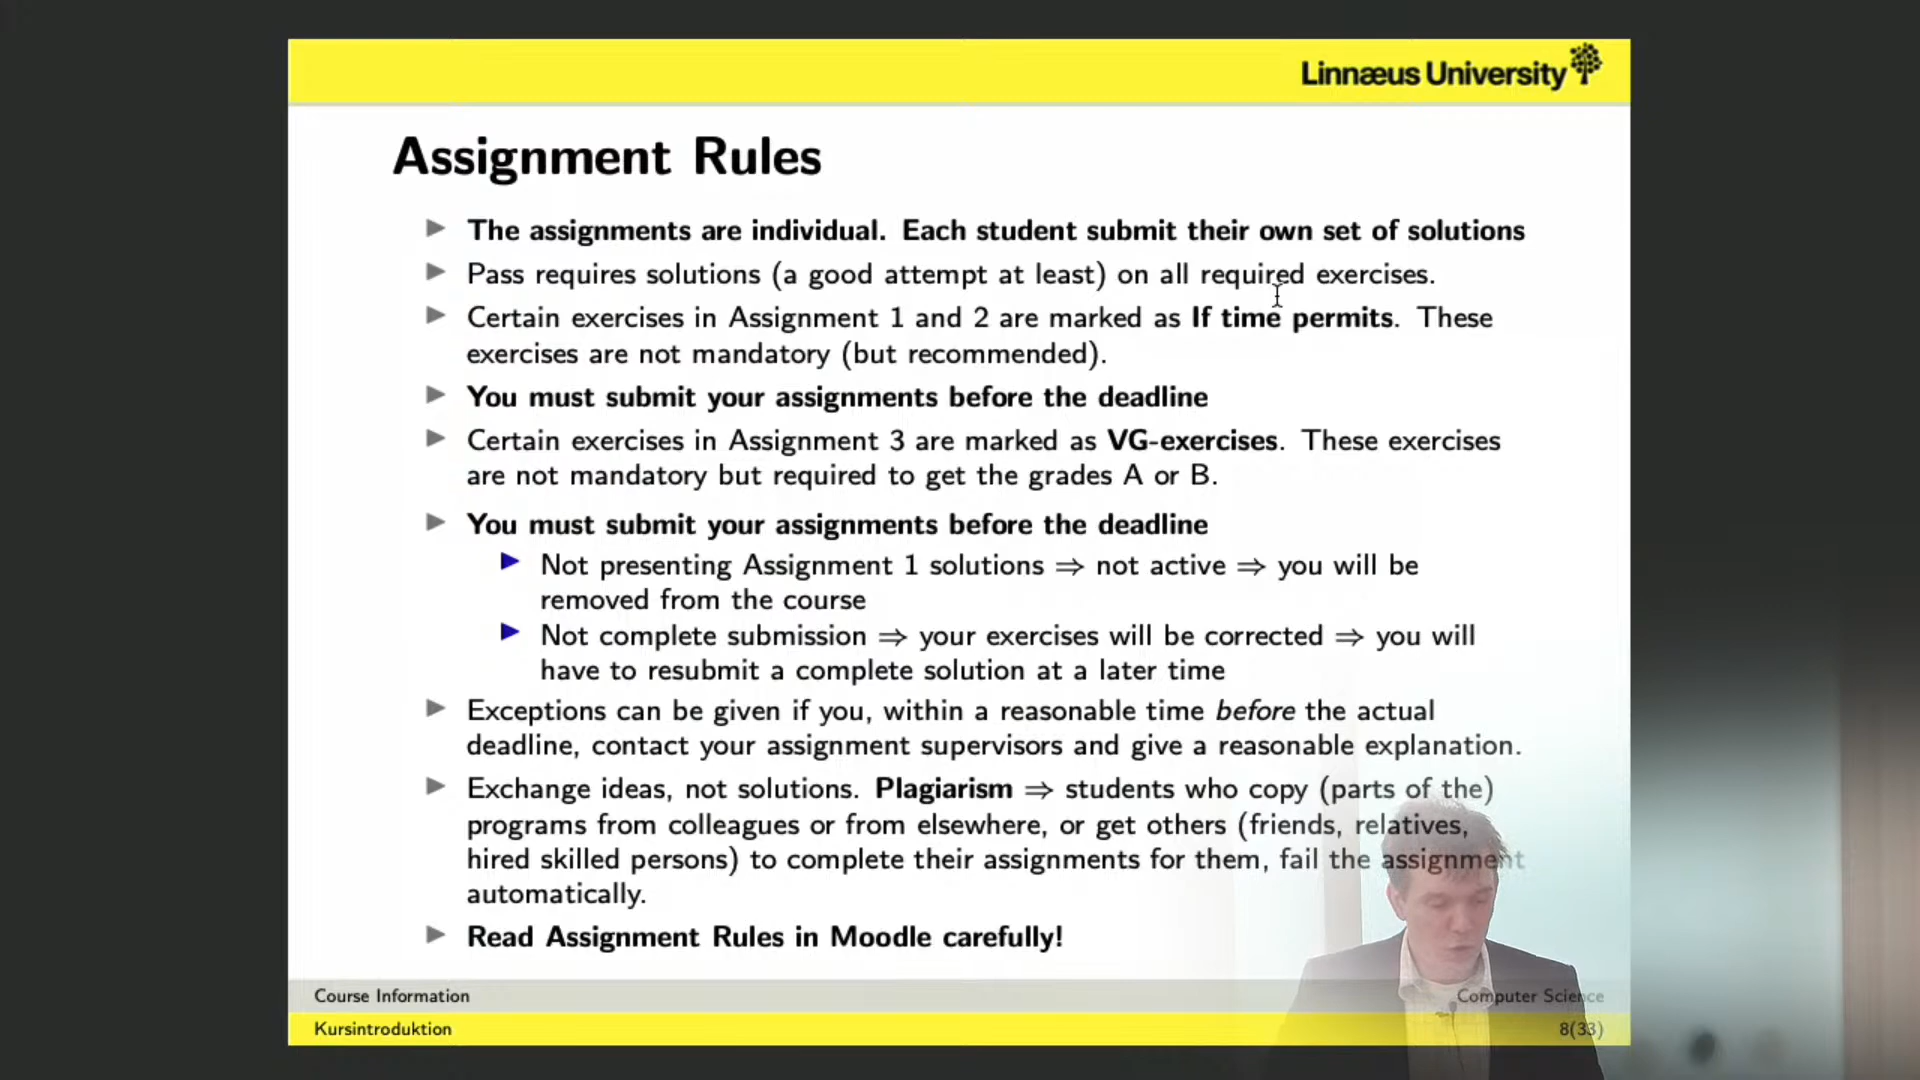 Linnæus University
Assignment Rules
The assignments are individual. Each student submit their own set of solutions
Pass requires solutions (a good attempt at least) on all required exercises.
Certain exercises in Assignment 1 and 2 are marked as If time permits. These
exercises are not mandatory (but recommended).
You must submit your assignments before the deadline
Certain exercises in Assignment 3 are marked as VG-exercises. These exercises
are not mandatory but required to get the grades A or B.
You must submit your assignments before the deadline
Not presenting Assignment 1 solutions ⇒ not active ⇒ you will be
removed from the course
Not complete submission ⇒ your exercises will be corrected ⇒ you will
have to resubmit a complete solution at a later time
Exceptions can be given if you, within a reasonable time before the actual
deadline, contact your assignment supervisors and give a reasonable explanation.
Exchange ideas, not solutions. Plagiarism ⇒ students who copy (parts of the)
programs from colleagues or from elsewhere, or get others (friends, relatives,
hired skilled persons) to complete their assignments for them, fail the assignment
automatically.
Read Assignment Rules in Moodle carefully!
Course Information
Computer Science
Kursintroduktion
8(33)